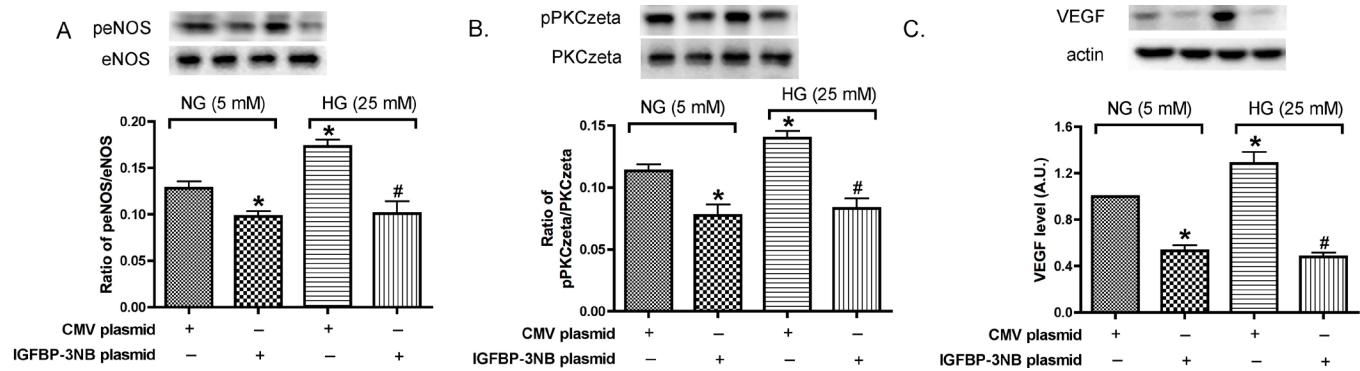 A
peNOS
eNOS
NG (5 mM)
HG (25 mM)
Ratio of peNOS/eNOS
0.20
0.15
0.10
0.05
0.00
*
*
#
CMV plasmid + – + –
IGFBP-3NB plasmid – + – +
B.
pPKCzeta
PKCzeta
NG (5 mM)
HG (25 mM)
Ratio of
pPKCzeta/PKCzeta
0.15
0.10
0.05
0.00
*
*
#
CMV plasmid + – + –
IGFBP-3NB plasmid – + – +
C.
VEGF
actin
NG (5 mM)
HG (25 mM)
VEGF level (A.U.)
1.6
1.2
0.8
0.4
0.0
*
*
#
CMV plasmid + – + –
IGFBP-3NB plasmid – + – +